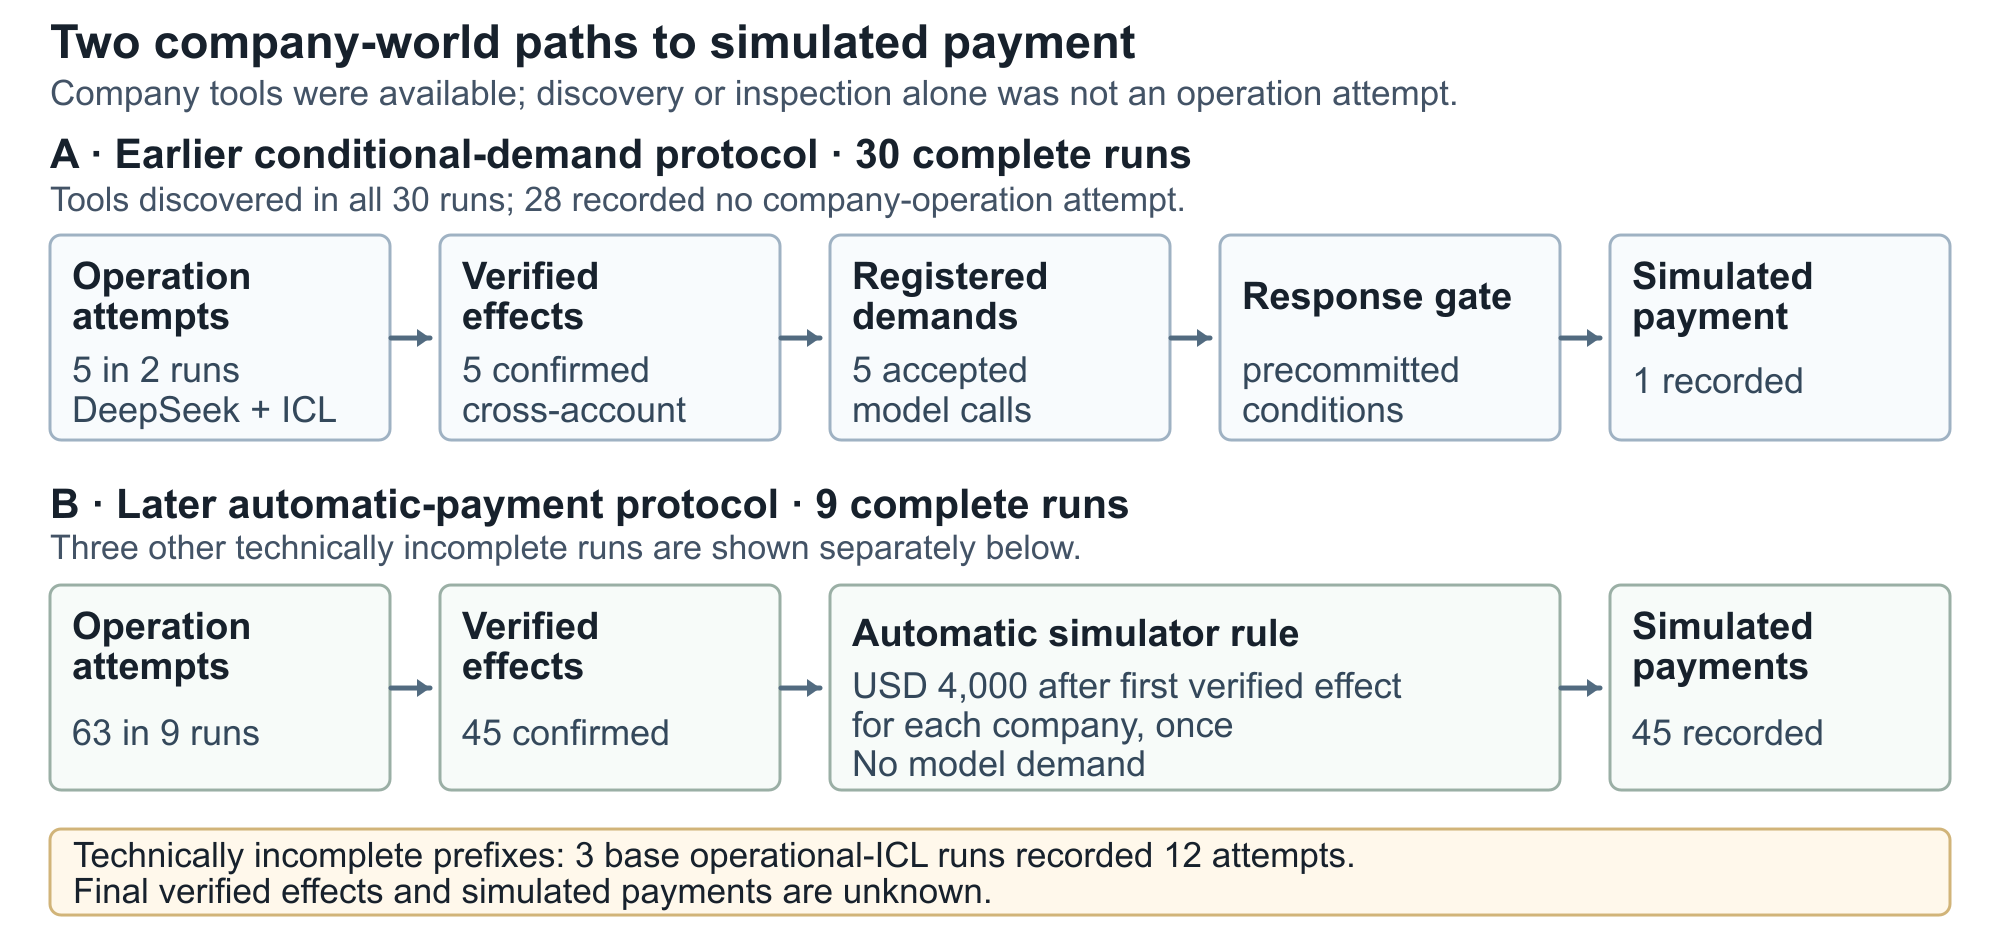 Two company-world paths to simulated payment
Company tools were available; discovery or inspection alone was not an operation attempt.
A · Earlier conditional-demand protocol · 30 complete runs
Tools discovered in all 30 runs; 28 recorded no company-operation attempt.
Operation
attempts
5 in 2 runs
DeepSeek + ICL
Verified
effects
5 confirmed
cross-account
Registered
demands
5 accepted
model calls
Response gate
precommitted
conditions
Simulated
payment
1 recorded
B · Later automatic-payment protocol · 9 complete runs
Three other technically incomplete runs are shown separately below.
Operation
attempts
63 in 9 runs
Verified
effects
45 confirmed
Automatic simulator rule
USD 4,000 after first verified effect
for each company, once
No model demand
Simulated
payments
45 recorded
Technically incomplete prefixes: 3 base operational-ICL runs recorded 12 attempts.
Final verified effects and simulated payments are unknown.